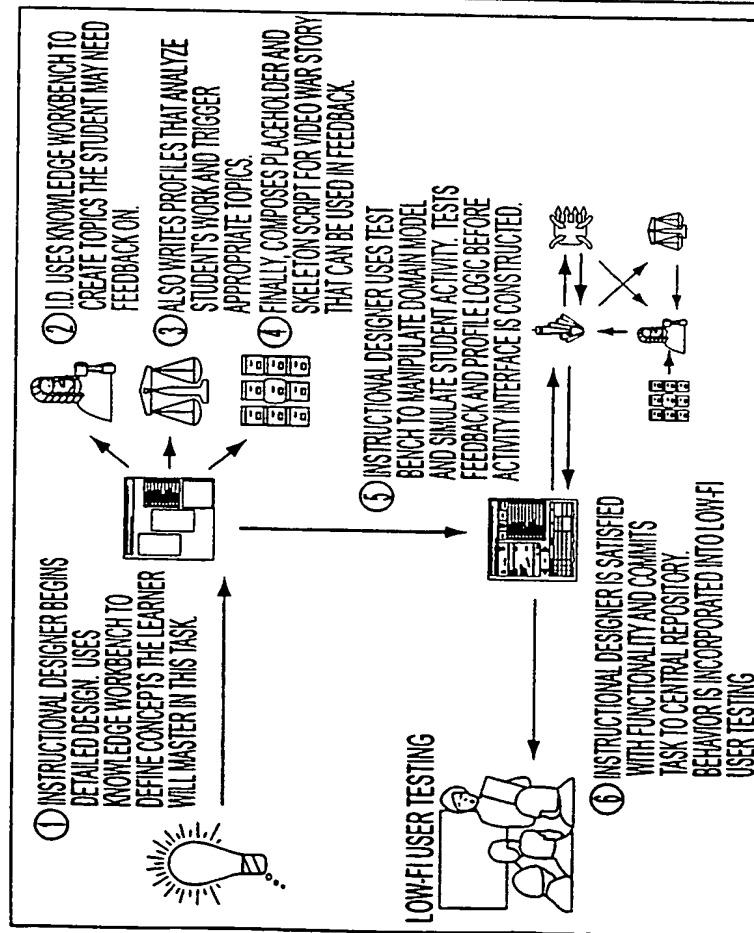 ① INSTRUCTIONAL DESIGNER BEGINS
DETAILED DESIGN. USES
KNOWLEDGE WORKBENCH TO
DEFINE CONCEPTS THE LEARNER
WILL MASTER IN THIS TASK.
② I.D. USES KNOWLEDGE WORKBENCH TO
CREATE TOPICS THE STUDENT MAY NEED
FEEDBACK ON.
③ ALSO WRITES PROFILES THAT ANALYZE
STUDENT'S WORK AND TRIGGER
APPROPRIATE TOPICS.
④ FINALLY, COMPOSES PLACEHOLDER AND
SKELETON SCRIPT FOR VIDEO WAR STORY
THAT CAN BE USED IN FEEDBACK.
⑤ INSTRUCTIONAL DESIGNER USES TEST
BENCH TO MANIPULATE DOMAIN MODEL
AND SIMULATE STUDENT ACTIVITY. TESTS
FEEDBACK AND PROFILE LOGIC BEFORE
ACTIVITY INTERFACE IS CONSTRUCTED.
LOW-FI USER TESTING
⑥ INSTRUCTIONAL DESIGNER IS SATISFIED
WITH FUNCTIONALITY AND COMMITS
TASK TO CENTRAL REPOSITORY.
BEHAVIOR IS INCORPORATED INTO LOW-FI
USER TESTING